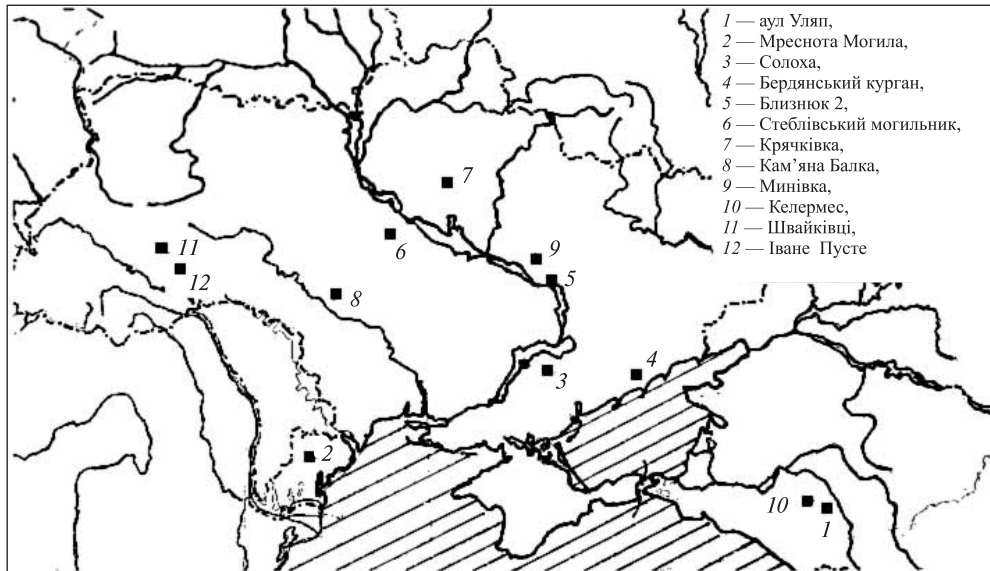 1 — аул Уляп,
2 — Мреснота Могила,
3 — Солоха,
4 — Бердянський курган,
5 — Близнюк 2,
6 — Стеблівський могильник,
7 — Крячківка,
8 — Кам’яна Балка,
9 — Минівка,
10 — Келермес,
11 — Швайківці,
12 — Іване Пусте
7
6
11
9
12
5
8
4
3
2
10
1